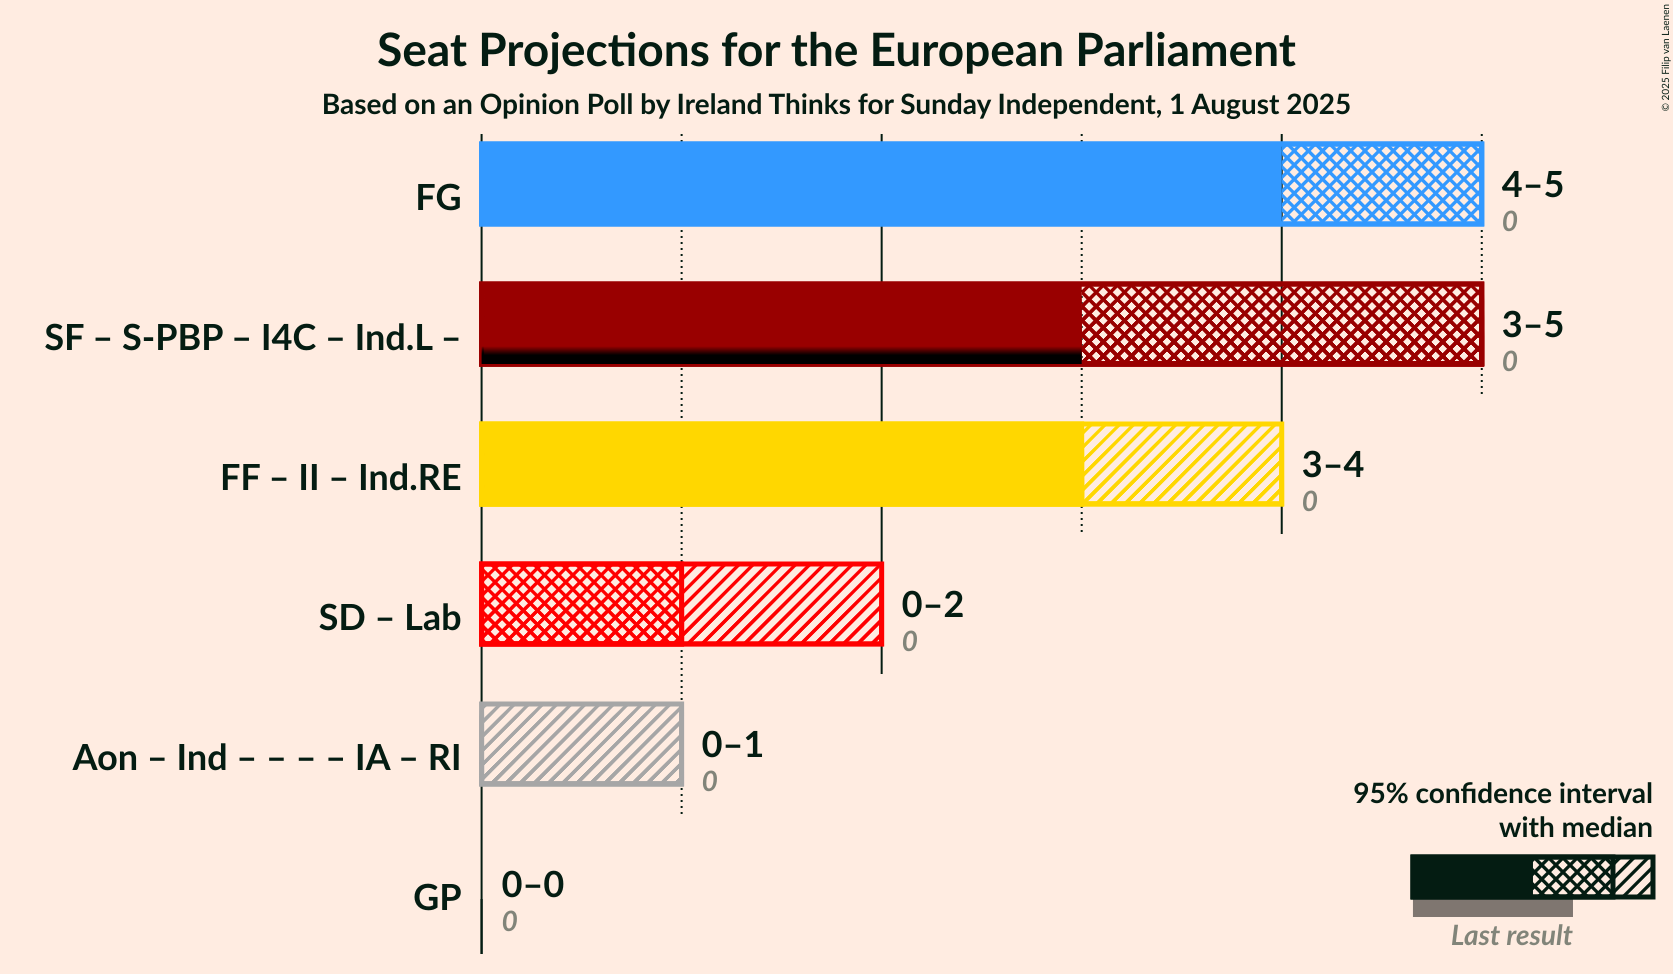 Seat Projections for the European Parliament
Based on an Opinion Poll by Ireland Thinks for Sunday Independent, 1 August 2025
© 2025 Filip van Laenen
FG
4–5
0
SF – S-PBP – I4C – Ind.L –
3–5
0
FF – II – Ind.RE
3–4
0
SD – Lab
0–2
0
Aon – Ind – – – – IA – RI
0–1
0
GP
0–0
0
95% confidence interval
with median
Last result